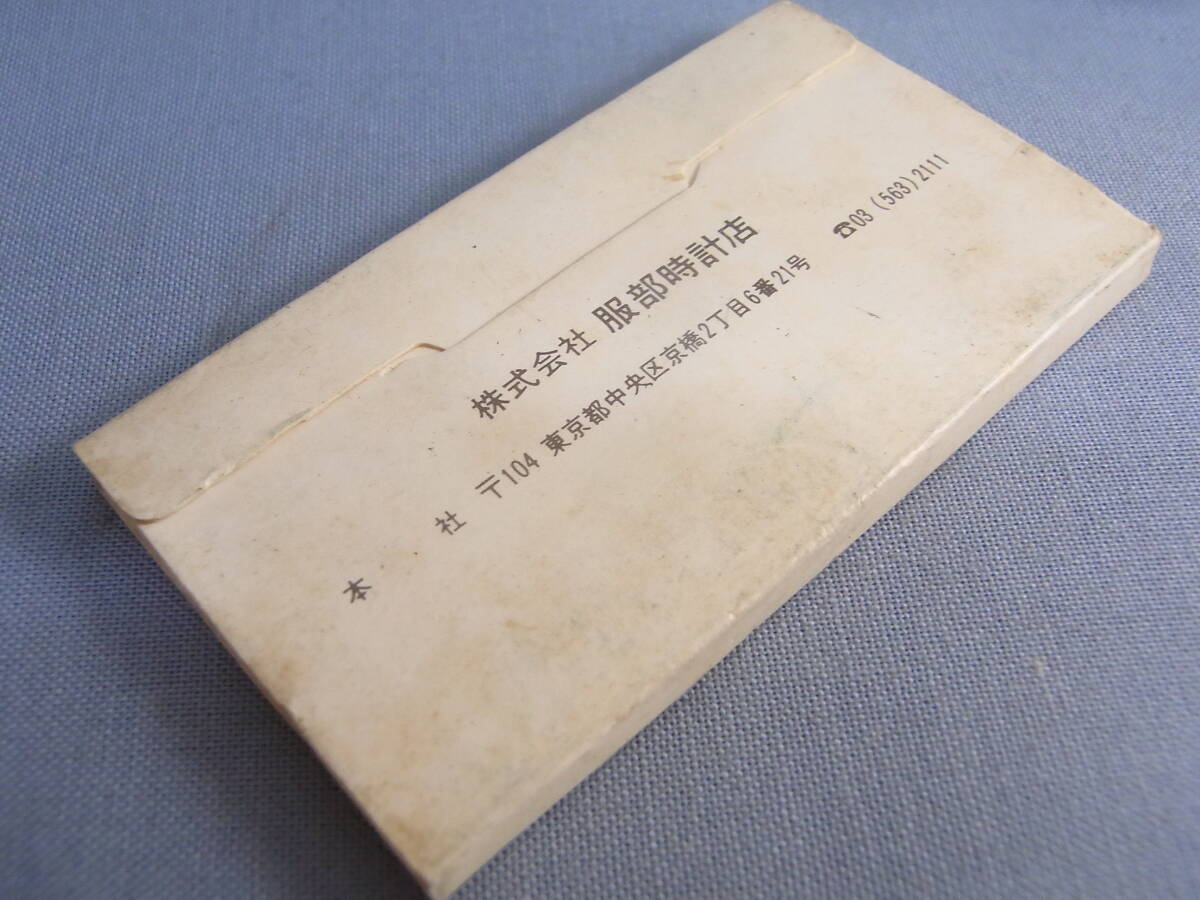 株式会社 服部時計店
本社 〒104 東京都中央区京橋2丁目6番21号 ☎03 (563) 2111